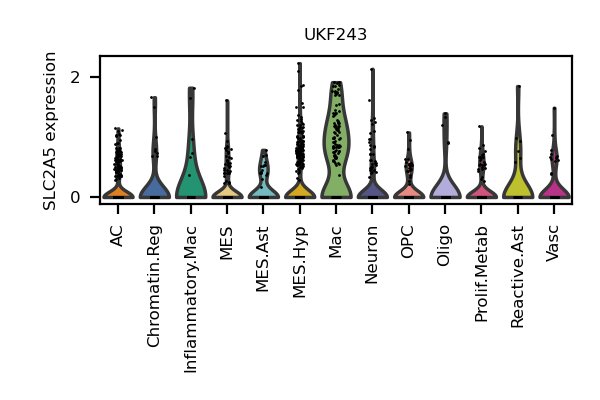 UKF243
SLC2A5 expression
2
0
AC
Chromatin.Reg
Inflammatory.Mac
MES
MES.Ast
MES.Hyp
Mac
Neuron
OPC
Oligo
Prolif.Metab
Reactive.Ast
Vasc